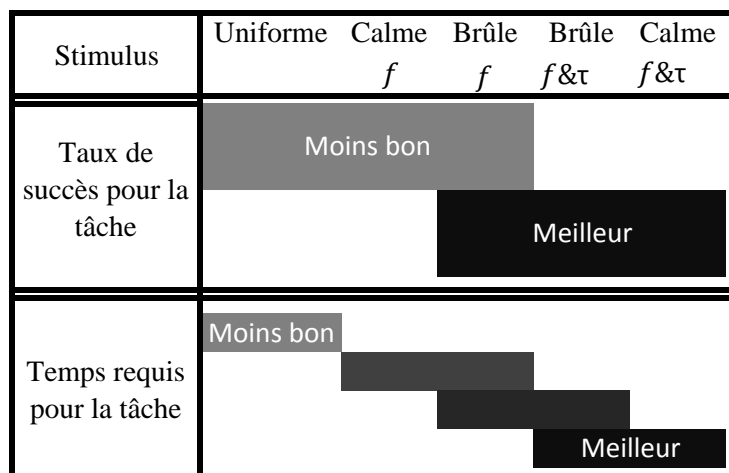 Stimulus
Uniforme Calme Brûle Brûle Calme
f f f&τ f&τ
Taux de
succès pour la
tâche
Moins bon
Meilleur
Temps requis
pour la tâche
Moins bon
Meilleur